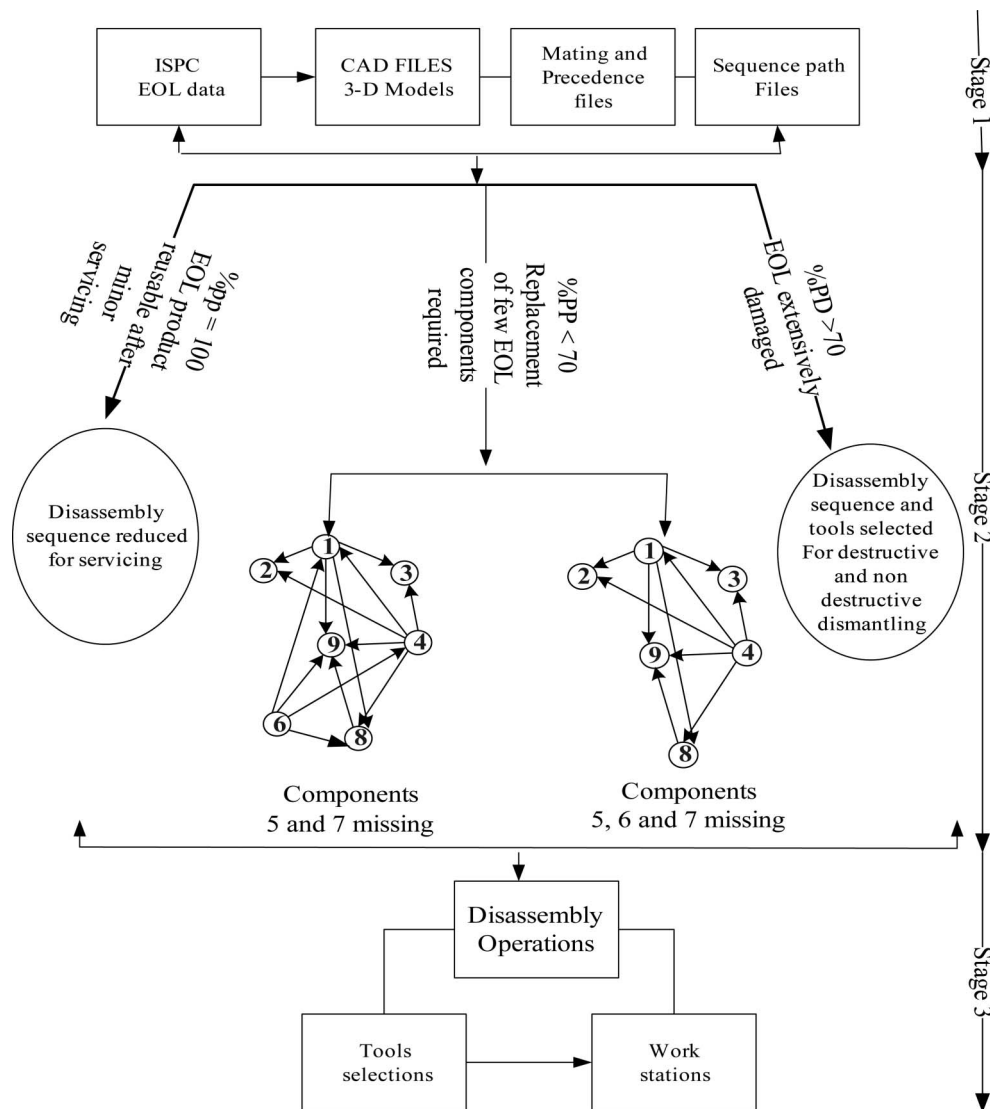 ISPC
EOL data
CAD FILES
3-D Models
Mating and
Precedence
files
Sequence path
Files
Stage 1
%pp = 100
EOL product
reusable after
minor
servicing
%PP < 70
Replacement
of few EOL
components
required
%PD >70
EOL extensively
damaged
Disassembly
sequence reduced
for servicing
Disassembly
sequence and
tools selected
For destructive
and non
destructive
dismantling
Stage 2
1
2
3
9
4
6
8
Components
5 and 7 missing
1
2
3
9
4
8
Components
5, 6 and 7 missing
Disassembly
Operations
Stage 3
Tools
selections
Work
stations